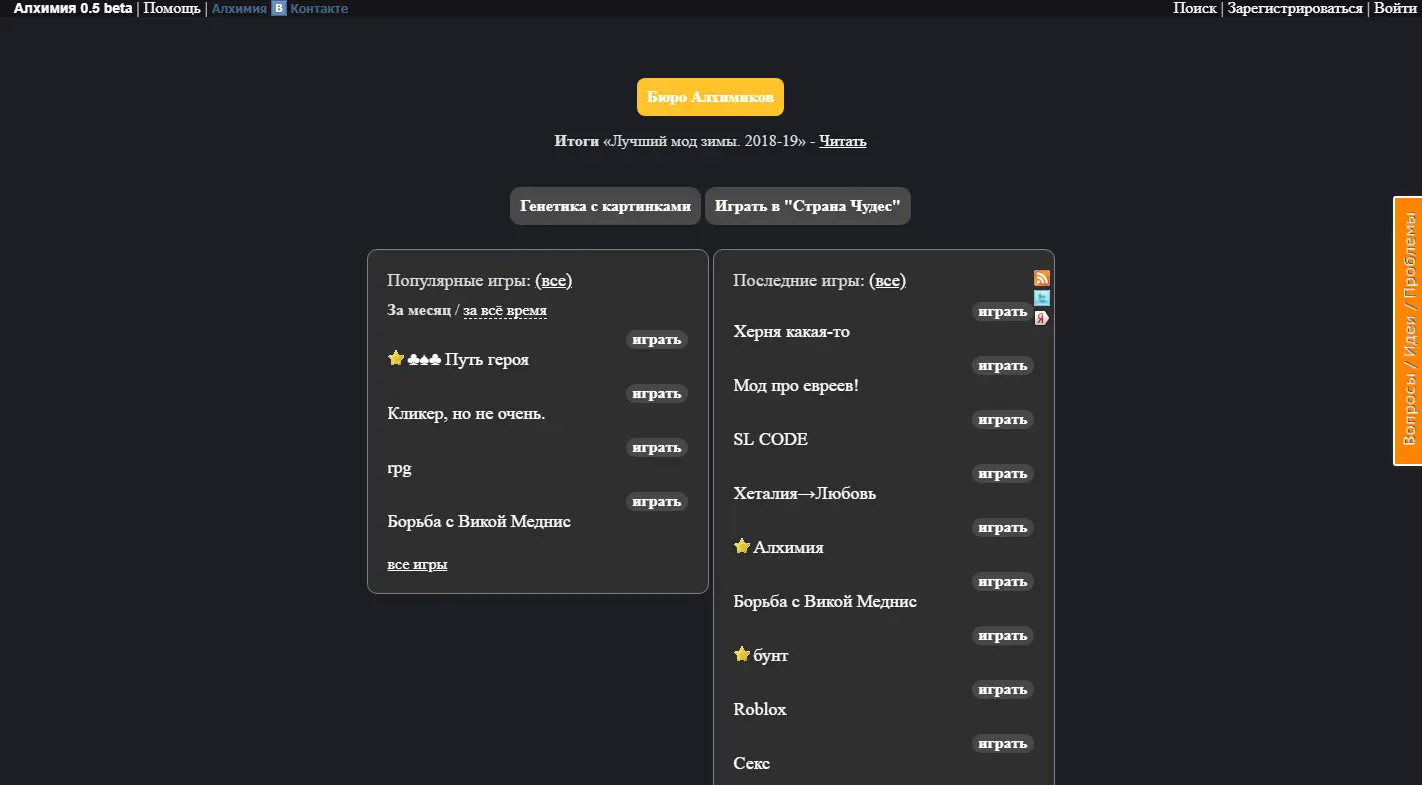 Алхимия 0.5 beta | Помощь | Алхимия В Контакте
Поиск | Зарегистрироваться | Войти
Бюро Алхимиков
Итоги «Лучший мод зимы. 2018-19» - Читать
Генетика с картинками
Играть в "Страна Чудес"
Популярные игры: (все)
За месяц / за всё время
играть
♣♠♣ Путь героя
играть
Кликер, но не очень.
играть
rpg
играть
Борьба с Викой Меднис
все игры
Последние игры: (все)
играть
Я
Херня какая-то
играть
Мод про евреев!
играть
SL CODE
играть
Хеталия→Любовь
играть
Алхимия
играть
Борьба с Викой Меднис
играть
бунт
играть
Roblox
играть
Секс
Вопросы / Идеи / Проблемы